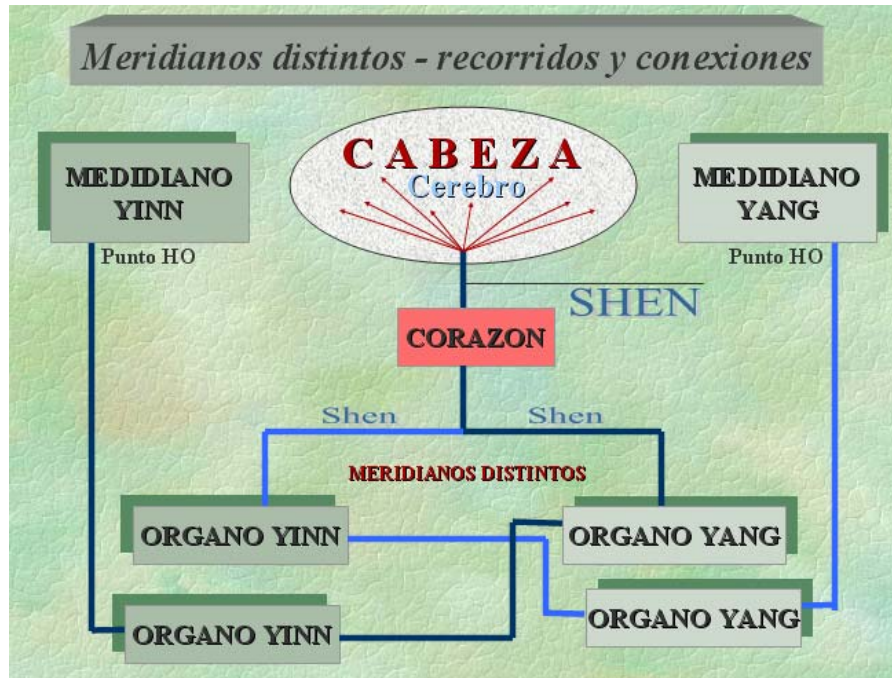 Meridianos distintos - recorridos y conexiones
MEDIDIANO
YINN
Punto HO
CABEZA
Cerebro
MEDIDIANO
YANG
Punto HO
SHEN
CORAZON
Shen
Shen
MERIDIANOS DISTINTOS
ORGANO YINN
ORGANO YANG
ORGANO YINN
ORGANO YANG